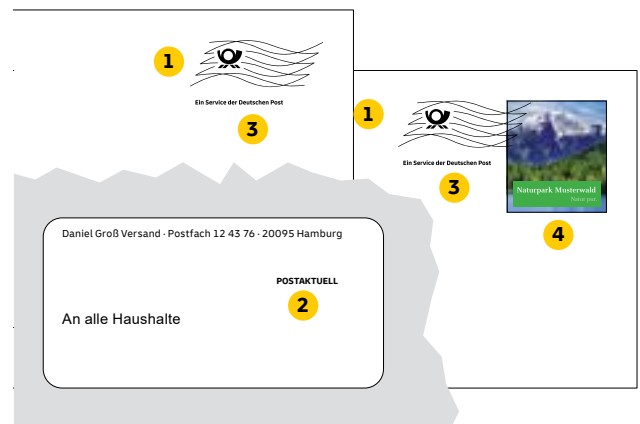 1
Ein Service der Deutschen Post
3
1
Ein Service der Deutschen Post
3
Naturpark Musterwald
Natur pur.
4
Daniel Groß Versand · Postfach 12 43 76 · 20095 Hamburg
POSTAKTUELL
2
An alle Haushalte